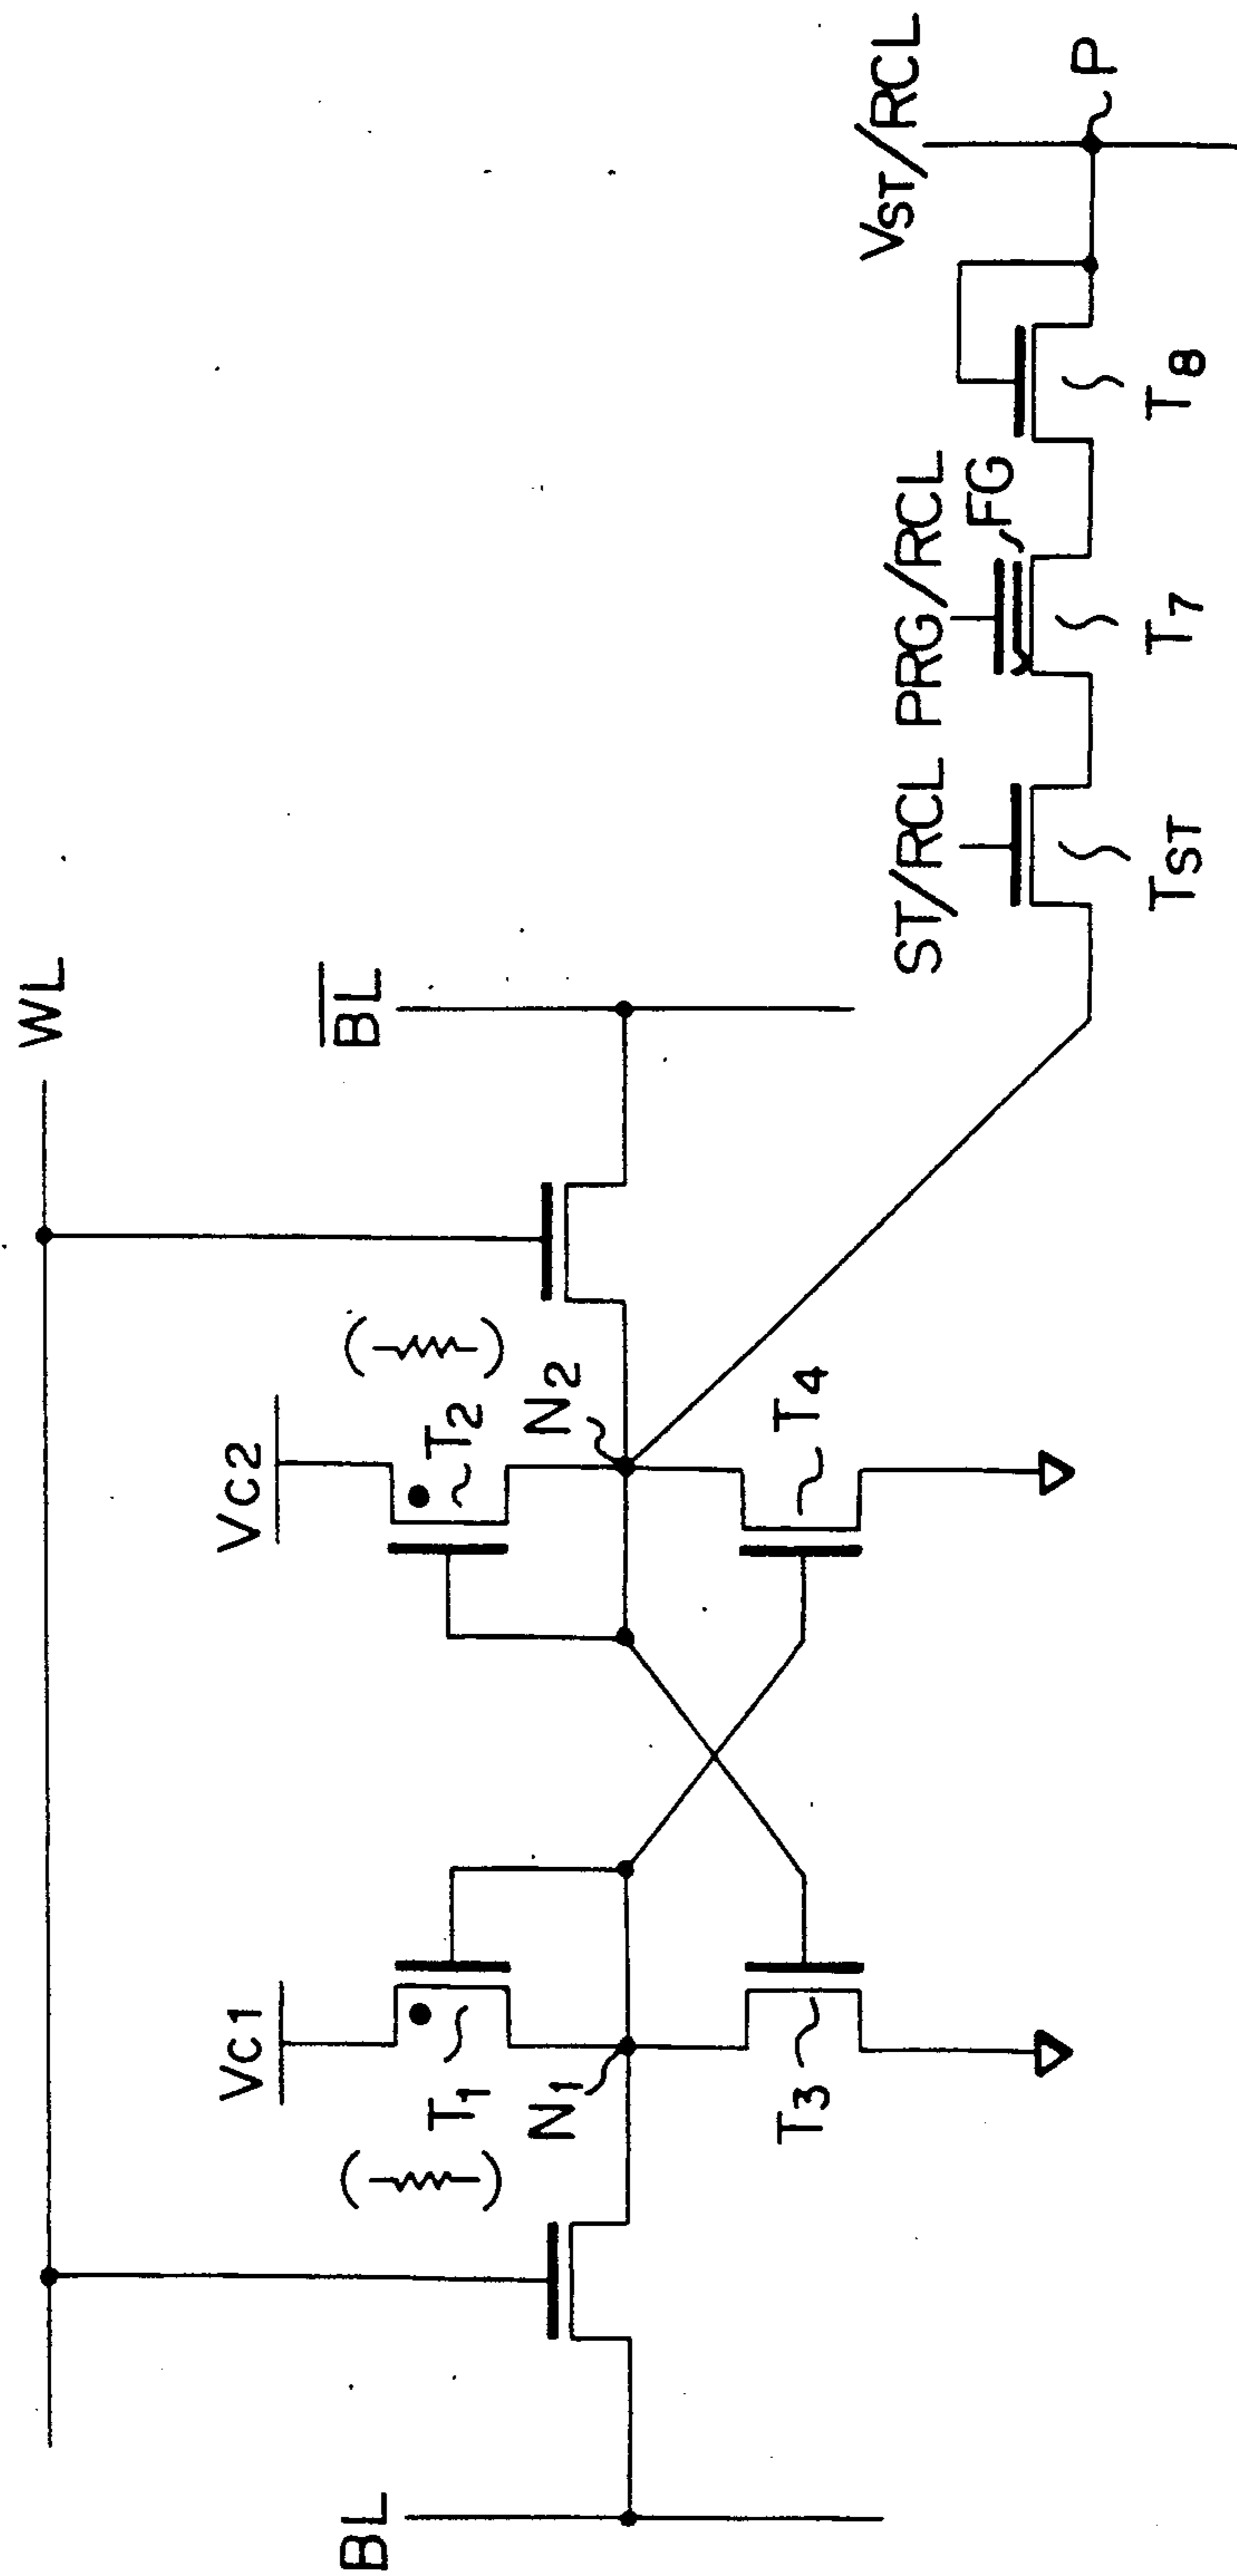 WL
BL
BL
VC1
VC2
T1
T2
N1
N2
T3
T4
ST/RCL
PRG/RCL
FG
VST/RCL
P
TST
T7
T8